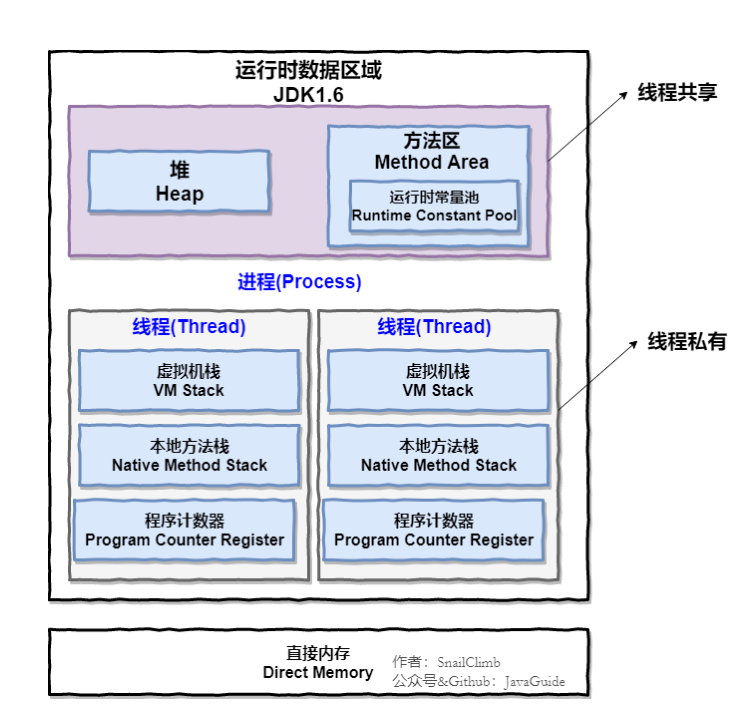 运行时数据区域
JDK1.6
线程共享
堆
Heap
方法区
Method Area
运行时常量池
Runtime Constant Pool
进程(Process)
线程(Thread)
虚拟机栈
VM Stack
本地方法栈
Native Method Stack
程序计数器
Program Counter Register
线程(Thread)
虚拟机栈
VM Stack
本地方法栈
Native Method Stack
程序计数器
Program Counter Register
线程私有
直接内存
Direct Memory
作者：SnailClimb
公众号&Github：JavaGuide